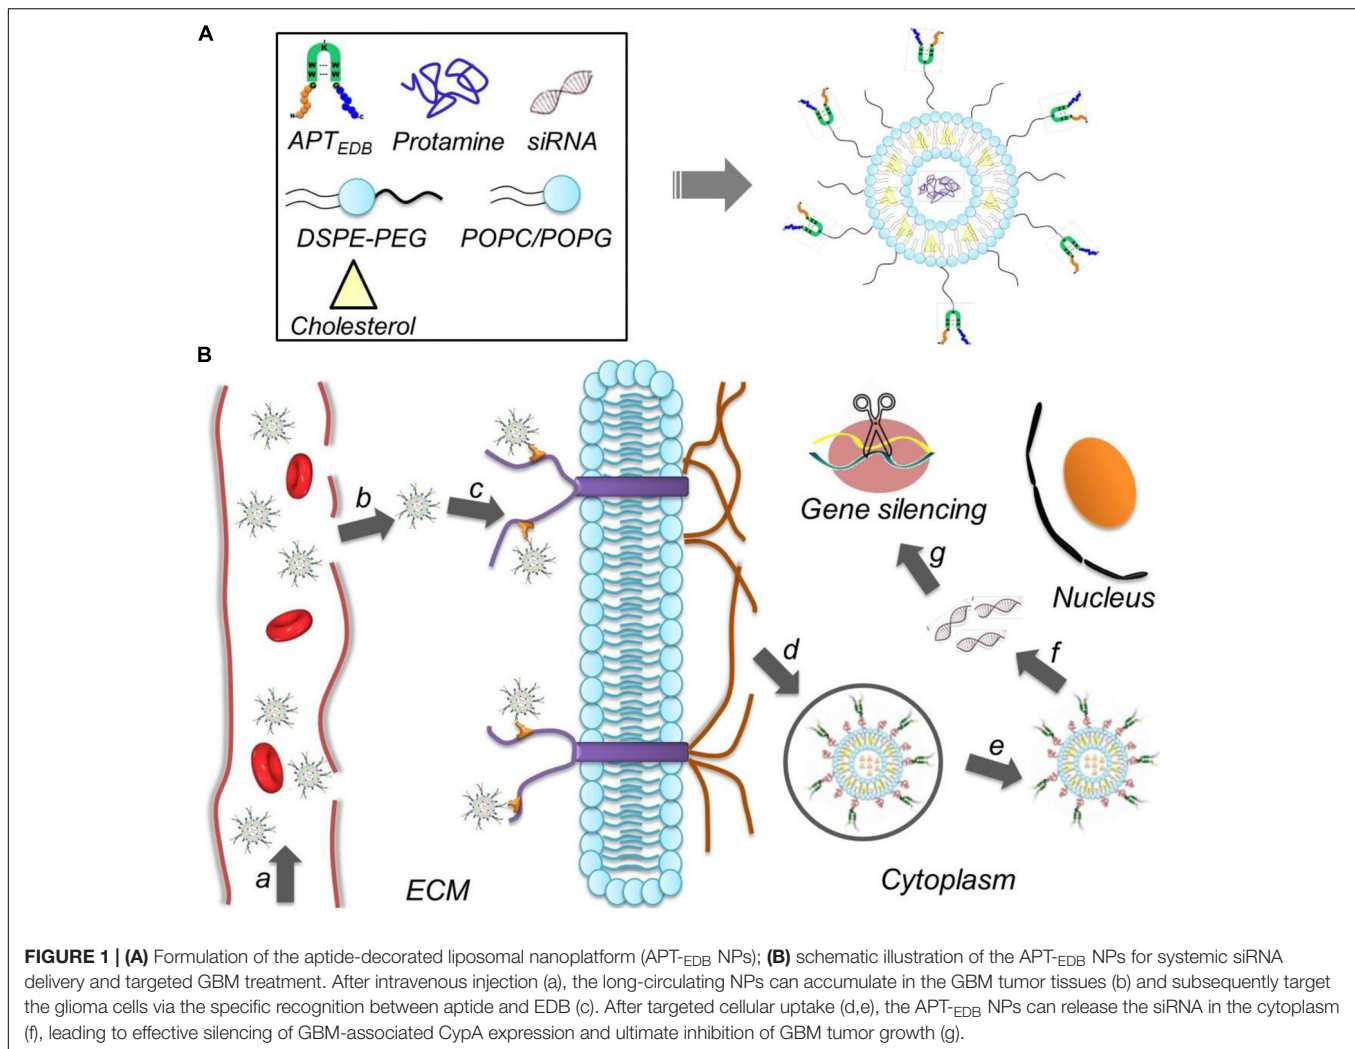 A
K
W W
W W
G G
N C
APT_EDB Protamine siRNA
DSPE-PEG POPC/POPG
Cholesterol
B
b c
Gene silencing
g
Nucleus
d f
e
a ECM Cytoplasm
FIGURE 1 | (A) Formulation of the aptide-decorated liposomal nanoplatform (APT-EDB NPs); (B) schematic illustration of the APT-EDB NPs for systemic siRNA
delivery and targeted GBM treatment. After intravenous injection (a), the long-circulating NPs can accumulate in the GBM tumor tissues (b) and subsequently target
the glioma cells via the specific recognition between aptide and EDB (c). After targeted cellular uptake (d,e), the APT-EDB NPs can release the siRNA in the cytoplasm
(f), leading to effective silencing of GBM-associated CypA expression and ultimate inhibition of GBM tumor growth (g).